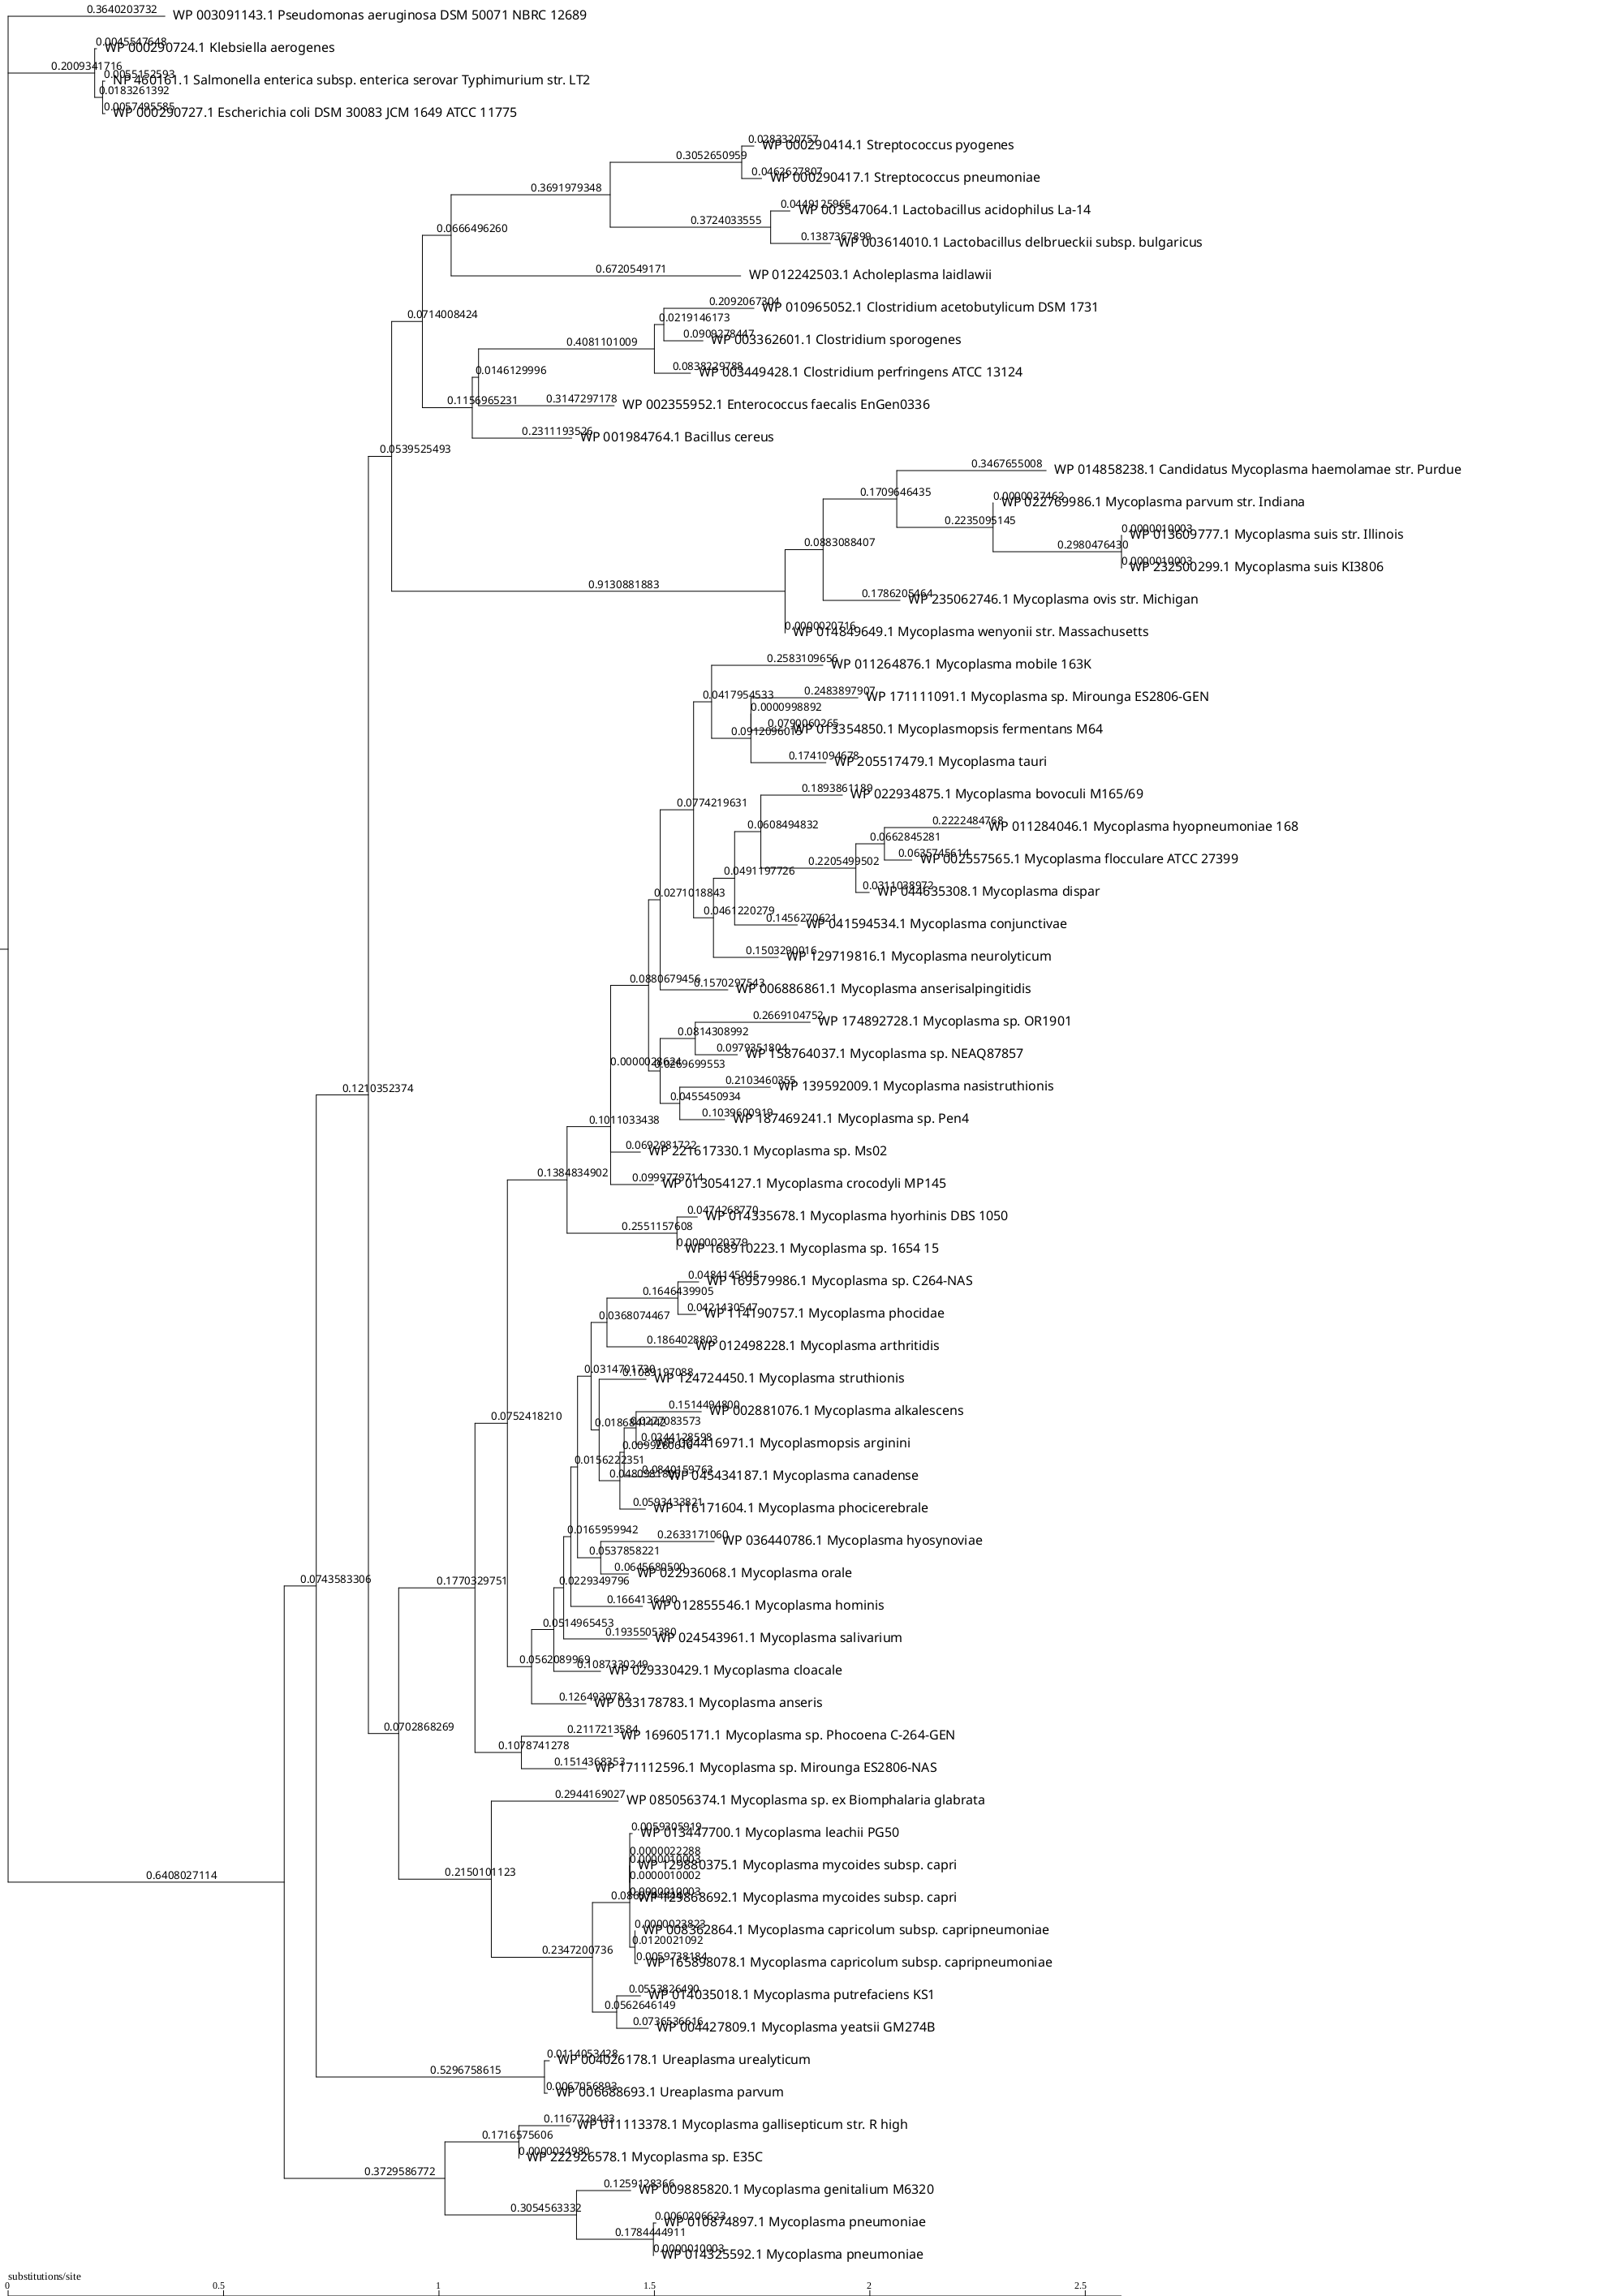 0.3640203732
WP 003091143.1 Pseudomonas aeruginosa DSM 50071 NBRC 12689
0.0045547648
WP 000290724.1 Klebsiella aerogenes
0.2009341716
0.0055152593
NP 460161.1 Salmonella enterica subsp. enterica serovar Typhimurium str. LT2
0.0183261392
0.0057495585
WP 000290727.1 Escherichia coli DSM 30083 JCM 1649 ATCC 11775
0.0283320757
WP 000290414.1 Streptococcus pyogenes
0.3052650959
0.0462627807
WP 000290417.1 Streptococcus pneumoniae
0.3691979348
0.0449125965
WP 003547064.1 Lactobacillus acidophilus La-14
0.3724033555
0.1387367899
WP 003614010.1 Lactobacillus delbrueckii subsp. bulgaricus
0.0666496260
0.6720549171
WP 012242503.1 Acholeplasma laidlawii
0.2092067304
WP 010965052.1 Clostridium acetobutylicum DSM 1731
0.0714008424
0.0219146173
0.0909278447
WP 003362601.1 Clostridium sporogenes
0.4081101009
0.0838229788
WP 003449428.1 Clostridium perfringens ATCC 13124
0.0146129996
0.1156965231
0.3147297178
WP 002355952.1 Enterococcus faecalis EnGen0336
0.2311193526
WP 001984764.1 Bacillus cereus
0.0539525493
0.3467655008
WP 014858238.1 Candidatus Mycoplasma haemolamae str. Purdue
0.1709646435
0.0000027462
WP 022769986.1 Mycoplasma parvum str. Indiana
0.2235095145
0.0000010003
WP 013609777.1 Mycoplasma suis str. Illinois
0.0883088407
0.2980476430
0.0000010003
WP 232500299.1 Mycoplasma suis KI3806
0.9130881883
0.1786205464
WP 235062746.1 Mycoplasma ovis str. Michigan
0.0000020716
WP 014849649.1 Mycoplasma wenyonii str. Massachusetts
0.2583109656
WP 011264876.1 Mycoplasma mobile 163K
0.0417954533
0.2483897907
WP 171111091.1 Mycoplasma sp. Mirounga ES2806-GEN
0.0000998892
0.0790060265
WP 013354850.1 Mycoplasmopsis fermentans M64
0.1741094678
WP 205517479.1 Mycoplasma tauri
0.1893861189
WP 022934875.1 Mycoplasma bovoculi M165/69
0.0774219631
0.0608494832
0.2222484768
WP 011284046.1 Mycoplasma hyopneumoniae 168
0.0662845281
0.0635745614
WP 002557565.1 Mycoplasma flocculare ATCC 27399
0.2205499502
0.0491197726
0.0311038972
WP 044635308.1 Mycoplasma dispar
0.0271018843
0.0461220279
0.1456270621
WP 041594534.1 Mycoplasma conjunctivae
0.1503290016
WP 129719816.1 Mycoplasma neurolyticum
0.0880679456
0.1570297543
WP 006886861.1 Mycoplasma anserisalpingitidis
0.2669104752
WP 174892728.1 Mycoplasma sp. OR1901
0.0814308992
0.0979351804
WP 158764037.1 Mycoplasma sp. NEAQ87857
0.0269699553
0.2103460355
WP 139592009.1 Mycoplasma nasistruthionis
0.0455450934
0.1039600919
WP 187469241.1 Mycoplasma sp. Pen4
0.1011033438
0.0692981722
WP 221617330.1 Mycoplasma sp. Ms02
0.1384834902
0.0999779714
WP 013054127.1 Mycoplasma crocodyli MP145
0.0474268770
WP 014335678.1 Mycoplasma hyorhinis DBS 1050
0.2551157608
0.0000020379
WP 168910223.1 Mycoplasma sp. 1654 15
0.0484145045
WP 169579986.1 Mycoplasma sp. C264-NAS
0.1646439905
0.0421430547
WP 114190757.1 Mycoplasma phocidae
0.0368074467
0.1864028803
WP 012498228.1 Mycoplasma arthritidis
0.0314701730
0.1089197088
WP 124724450.1 Mycoplasma struthionis
0.0752418210
0.1514494800
WP 002881076.1 Mycoplasma alkalescens
0.0244128598
WP 004416971.1 Mycoplasmopsis arginini
0.0156222351
0.0840159763
WP 045434187.1 Mycoplasma canadense
0.0593433821
WP 116171604.1 Mycoplasma phocicerebrale
0.0165959942
0.2633171060
WP 036440786.1 Mycoplasma hyosynoviae
0.0537858221
0.0645680500
WP 022936068.1 Mycoplasma orale
0.1770329751
0.0743583306
0.0229349796
0.1664136490
WP 012855546.1 Mycoplasma hominis
0.0514965453
0.1935505380
WP 024543961.1 Mycoplasma salivarium
0.0562089969
0.1087330249
WP 029330429.1 Mycoplasma cloacale
0.1264930782
WP 033178783.1 Mycoplasma anseris
0.1210352374
0.0702868269
0.2117213584
WP 169605171.1 Mycoplasma sp. Phocoena C-264-GEN
0.1078741278
0.1514368353
WP 171112596.1 Mycoplasma sp. Mirounga ES2806-NAS
0.2944169027
WP 085056374.1 Mycoplasma sp. ex Biomphalaria glabrata
0.0059305919
WP 013447700.1 Mycoplasma leachii PG50
0.0000022288
0.0000010003
WP 129880375.1 Mycoplasma mycoides subsp. capri
0.6408027114
0.2150101123
0.0000010002
0.0000010003
WP 129868692.1 Mycoplasma mycoides subsp. capri
0.0000023823
WP 008362864.1 Mycoplasma capricolum subsp. capripneumoniae
0.0120021092
0.2347200736
0.0059738184
WP 165898078.1 Mycoplasma capricolum subsp. capripneumoniae
0.0553826490
WP 014035018.1 Mycoplasma putrefaciens KS1
0.0562646149
0.0736536616
WP 004427809.1 Mycoplasma yeatsii GM274B
0.0114053428
WP 004026178.1 Ureaplasma urealyticum
0.5296758615
0.0067056893
WP 006688693.1 Ureaplasma parvum
0.1167729433
WP 011113378.1 Mycoplasma gallisepticum str. R high
0.1716575606
0.0000024980
WP 222926578.1 Mycoplasma sp. E35C
0.3729586772
0.1259128366
WP 009885820.1 Mycoplasma genitalium M6320
0.3054563332
0.0060206623
WP 010874897.1 Mycoplasma pneumoniae
0.1784444911
0.0000010003
WP 014325592.1 Mycoplasma pneumoniae
substitutions/site
0 0.5 1 1.5 2 2.5